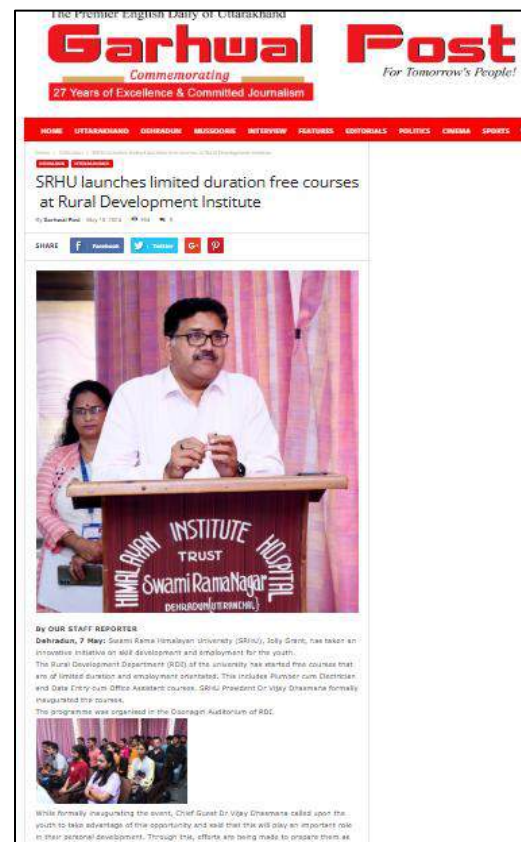 The Premier English Daily of Uttarakhand
Garhwal Post
Commemorating
For Tomorrow's People!
27 Years of Excellence & Committed Journalism
HOME UTTARAKHAND DEHRADUN MUSSOORIE INTERVIEW FEATURES EDITORIALS POLITICS CINEMA SPORTS
SRHU launches limited duration free courses
at Rural Development Institute
By Garhwal Post
SHARE Facebook Twitter G+
HIMALAYAN INSTITUTE HOSPITAL
TRUST
Swami Rama Nagar
DEHRADUN (UTTRANCHAL)
By OUR STAFF REPORTER
Dehradun, 7 May: Swami Rama Himalayan University (SRHU), Jolly Grant, has taken an
innovative initiative on skill development and employment for the youth.
The Rural Development Department (RDI) of the university has started free courses that
are of limited duration and employment orientated. This includes Plumber cum Electrician
and Data Entry cum Office Assistant courses. SRHU President Dr Vijay Dhasmana formally
inaugurated the courses.
The programme was organised in the Auditorium of RDI.
While formally inaugurating the event, Chief Guest Dr Vijay Dhasmana called upon the
youth to take advantage of this opportunity and said that this will play an important role
in their personal development. Through this, efforts are being made to prepare them as